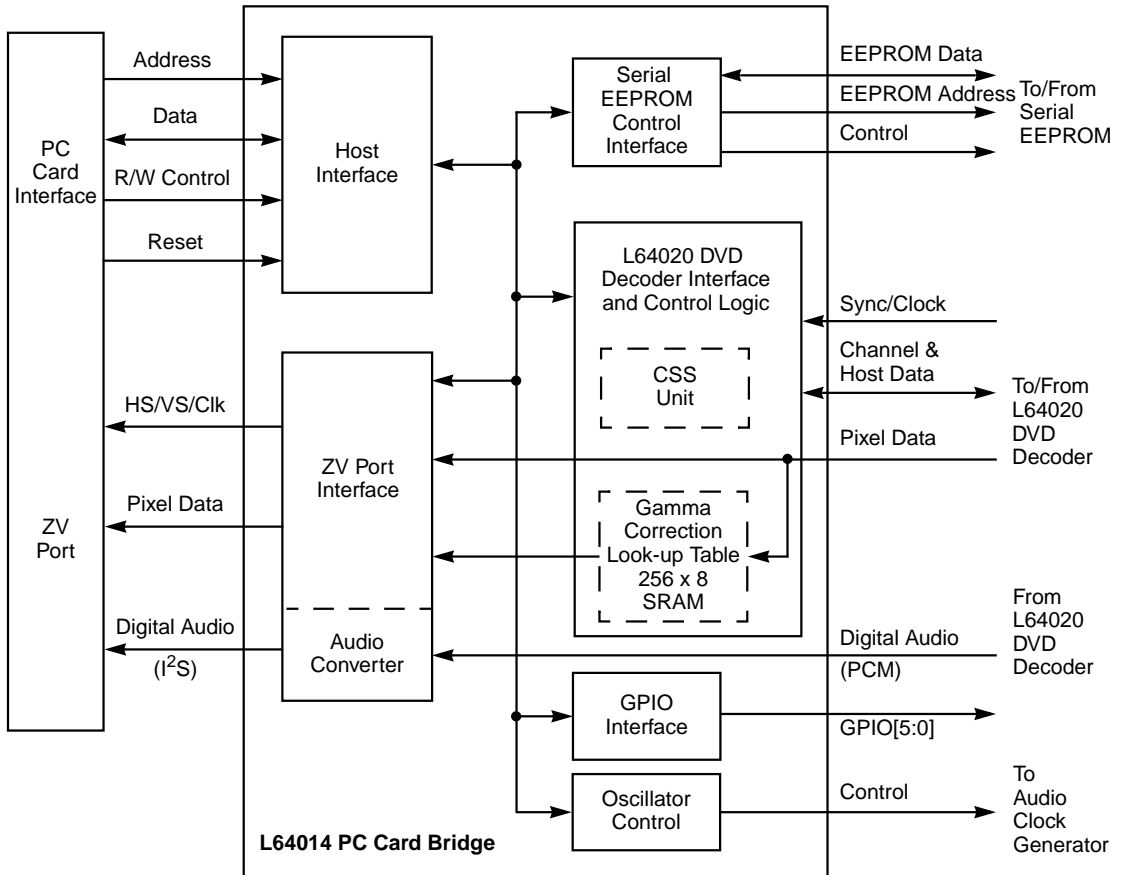 PC
Card
Interface
ZV
Port
Address
Data
R/W Control
Reset
HS/VS/Clk
Pixel Data
Digital Audio
(I²S)
Host
Interface
ZV Port
Interface
Audio
Converter
Serial
EEPROM
Control
Interface
L64020 DVD
Decoder Interface
and Control Logic
CSS
Unit
Gamma
Correction
Look-up Table
256 x 8
SRAM
GPIO
Interface
Oscillator
Control
L64014 PC Card Bridge
EEPROM Data
EEPROM Address
Control
To/From
Serial
EEPROM
Sync/Clock
Channel &
Host Data
Pixel Data
To/From
L64020
DVD
Decoder
Digital Audio
(PCM)
From
L64020
DVD
Decoder
GPIO[5:0]
Control
To
Audio
Clock
Generator